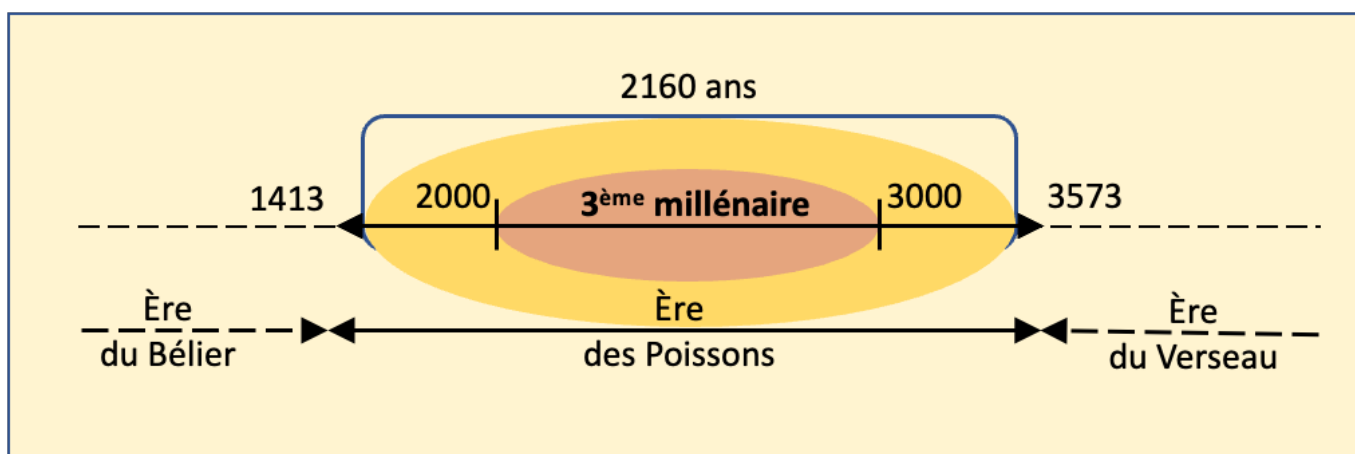 2160 ans
1413 2000 3ème millénaire 3000 3573
Ère Ère Ère
du Bélier des Poissons du Verseau